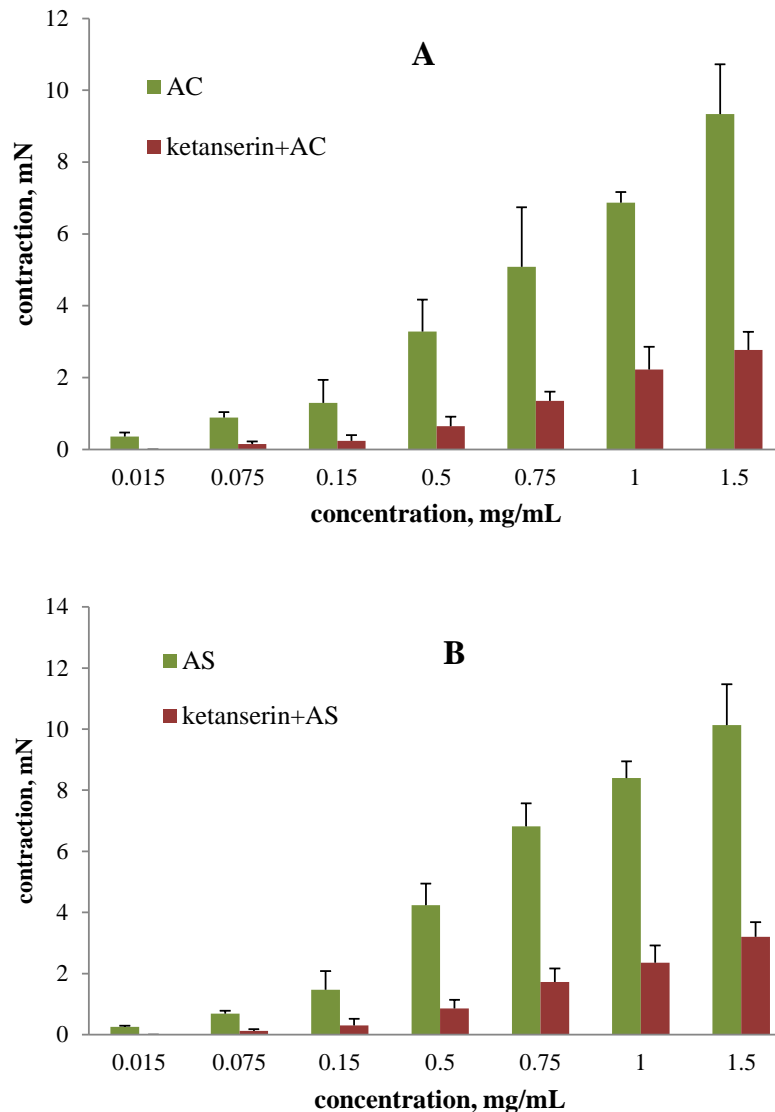 A
AC
ketanserin+AC
contraction, mN
12
10
8
6
4
2
0
0.015 0.075 0.15 0.5 0.75 1 1.5
concentration, mg/mL
B
AS
ketanserin+AS
contraction, mN
14
12
10
8
6
4
2
0
0.015 0.075 0.15 0.5 0.75 1 1.5
concentration, mg/mL